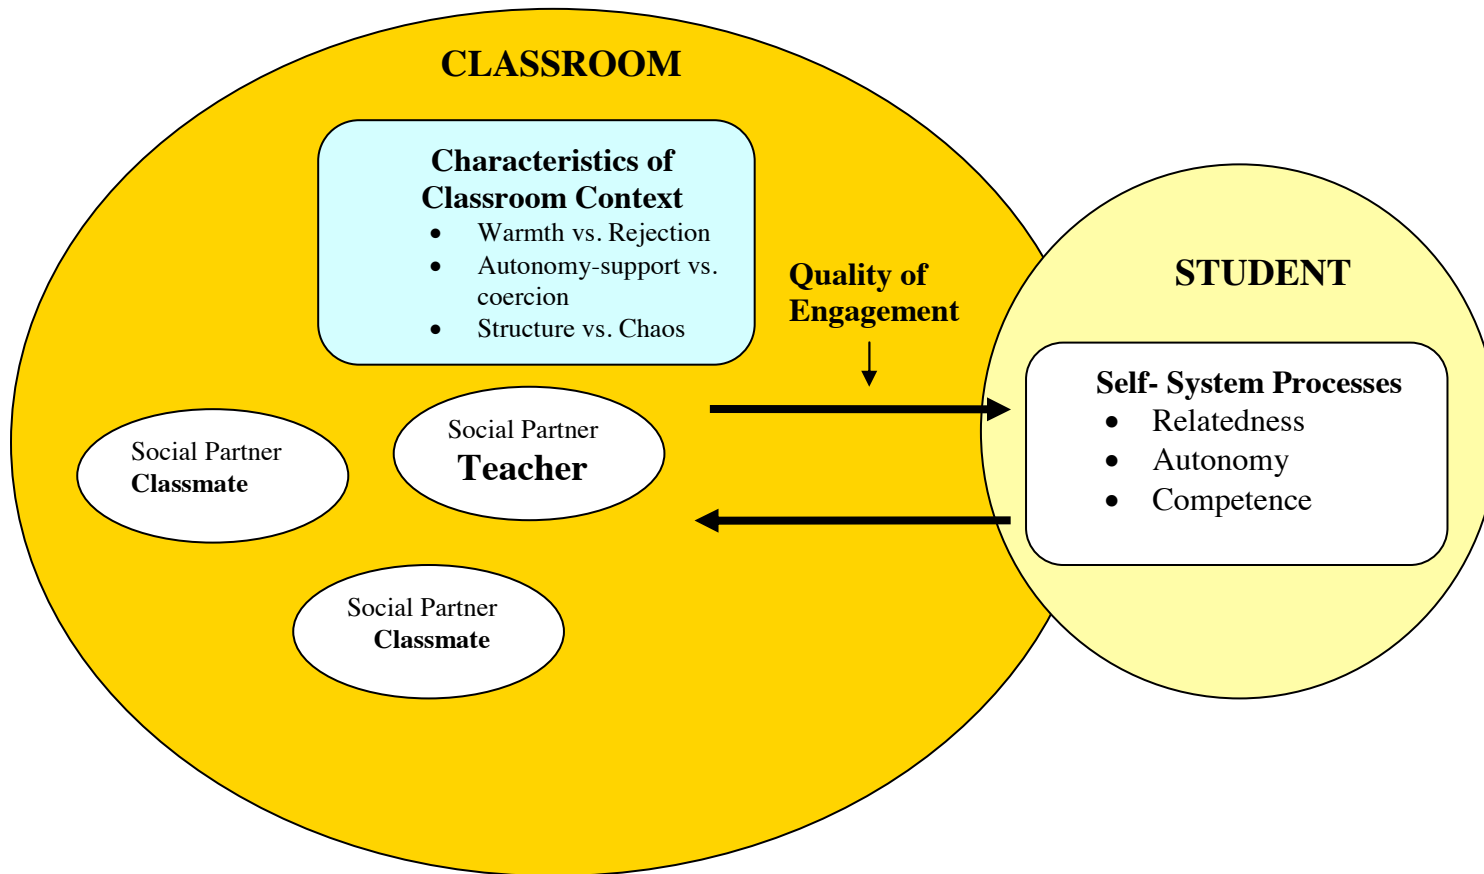 CLASSROOM
Characteristics of
Classroom Context
• Warmth vs. Rejection
• Autonomy-support vs.
coercion
• Structure vs. Chaos
Quality of
Engagement
STUDENT
Self- System Processes
• Relatedness
• Autonomy
• Competence
Social Partner
Teacher
Social Partner
Classmate
Social Partner
Classmate